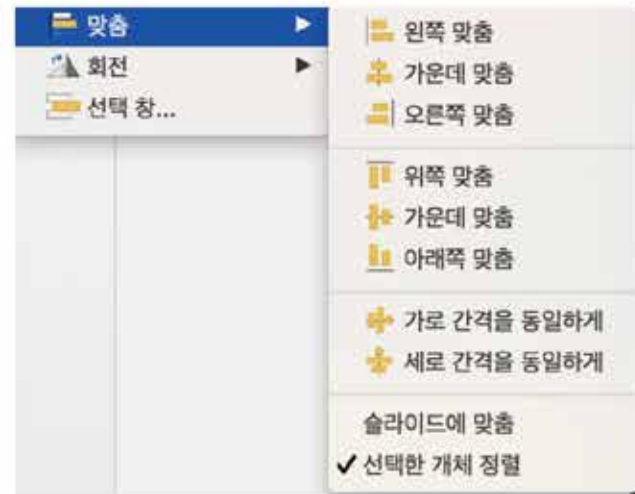 맞춤
회전
선택 창...
왼쪽 맞춤
가운데 맞춤
오른쪽 맞춤
위쪽 맞춤
가운데 맞춤
아래쪽 맞춤
가로 간격을 동일하게
세로 간격을 동일하게
슬라이드에 맞춤
✓ 선택한 개체 정렬